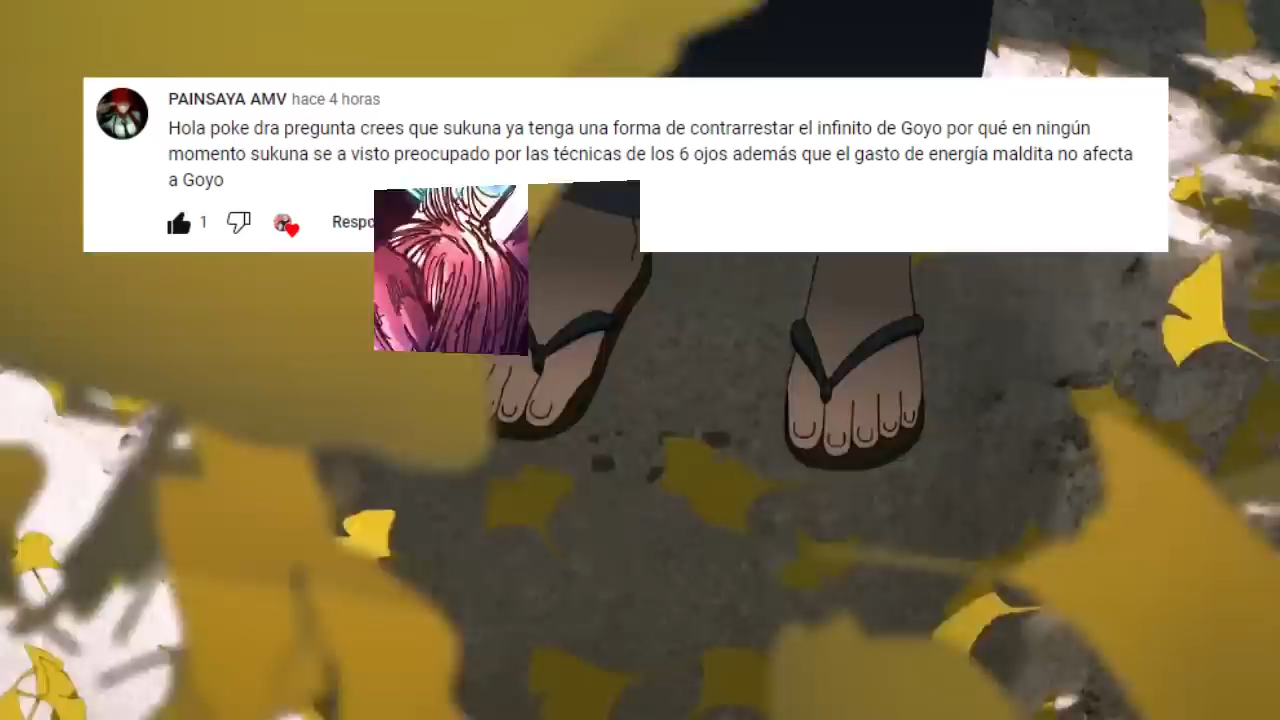 PAINSAYA AMV hace 4 horas
Hola poke dra pregunta crees que sukuna ya tenga una forma de contrarrestar el infinito de Goyo por qué en ningún
momento sukuna se a visto preocupado por las técnicas de los 6 ojos además que el gasto de energía maldita no afecta
a Goyo
1 Respo